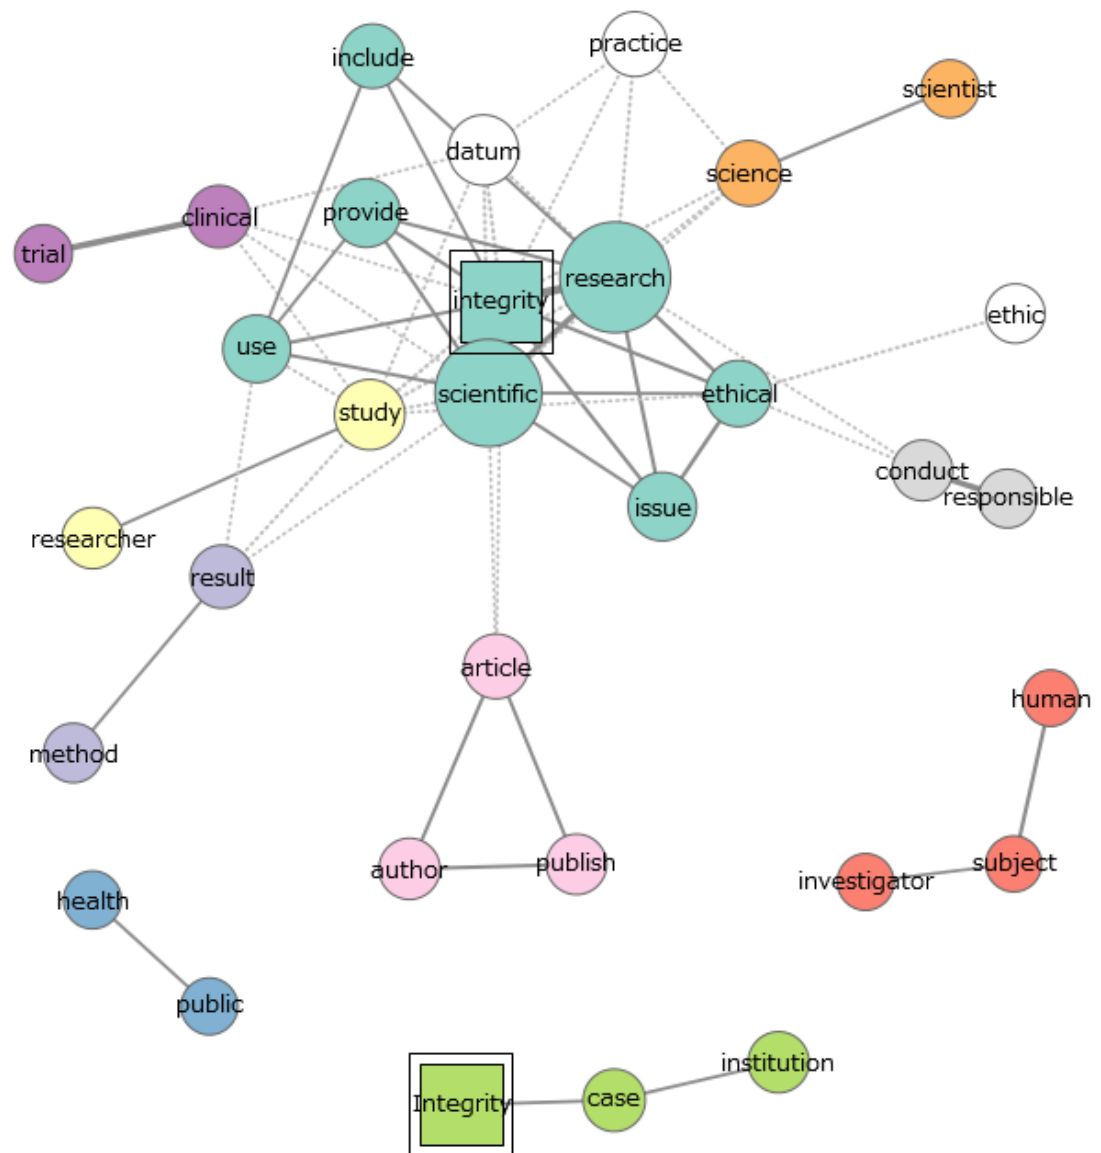 practice
include
scientist
datum
science
provide
clinical
trial
research
integrity
ethic
use
scientific
ethical
study
conduct
responsible
issue
researcher
result
article
human
method
author
publish
subject
investigator
health
public
institution
case
Integrity